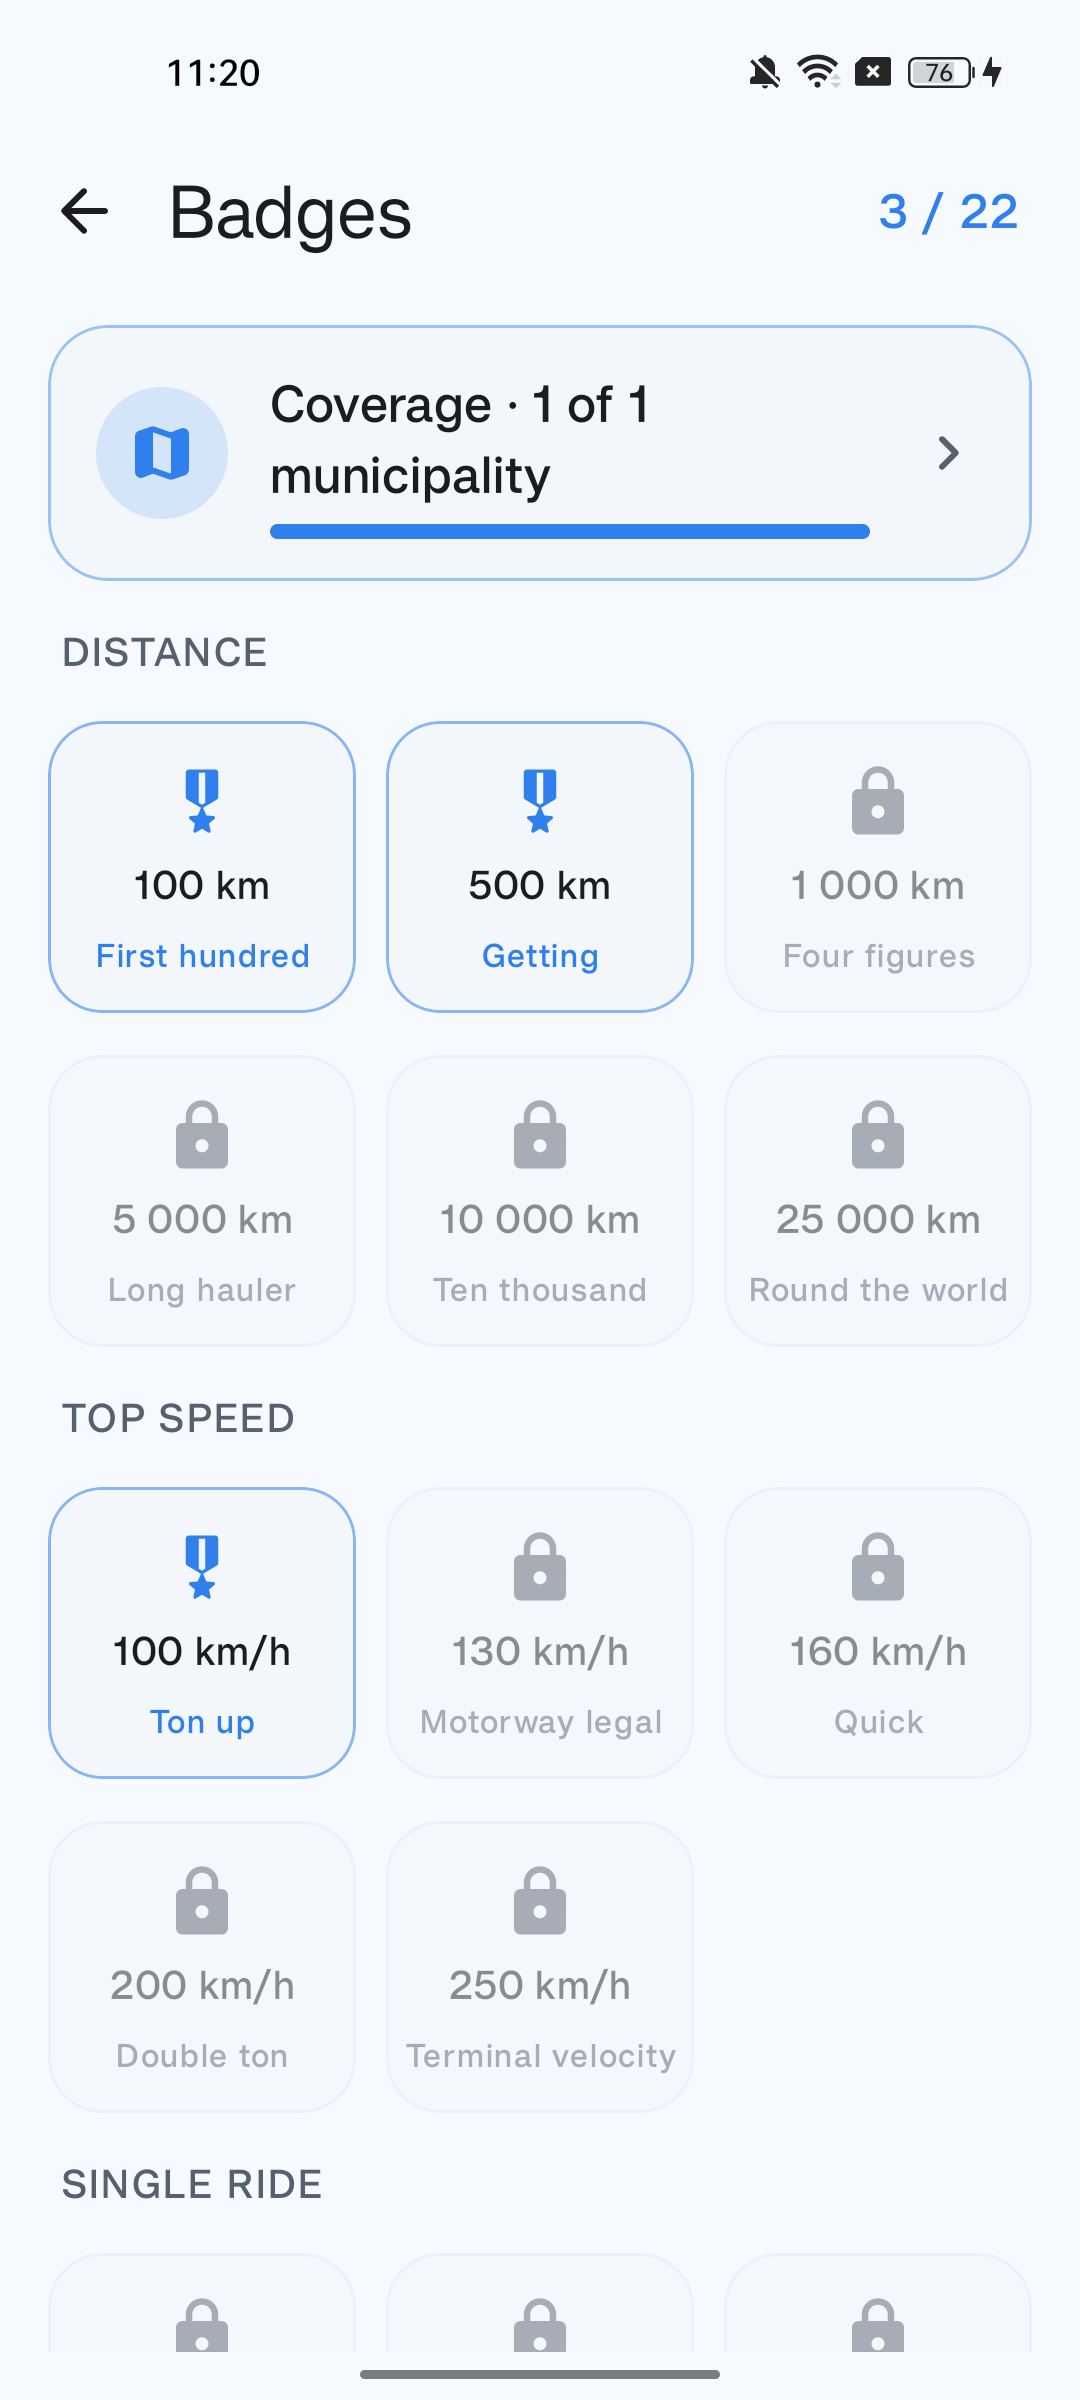 11:20
76
Badges
3 / 22
Coverage · 1 of 1
municipality
DISTANCE
100 km
500 km
1 000 km
First hundred
Getting
Four figures
5 000 km
10 000 km
25 000 km
Long hauler
Ten thousand
Round the world
TOP SPEED
100 km/h
130 km/h
160 km/h
Ton up
Motorway legal
Quick
200 km/h
250 km/h
Double ton
Terminal velocity
SINGLE RIDE